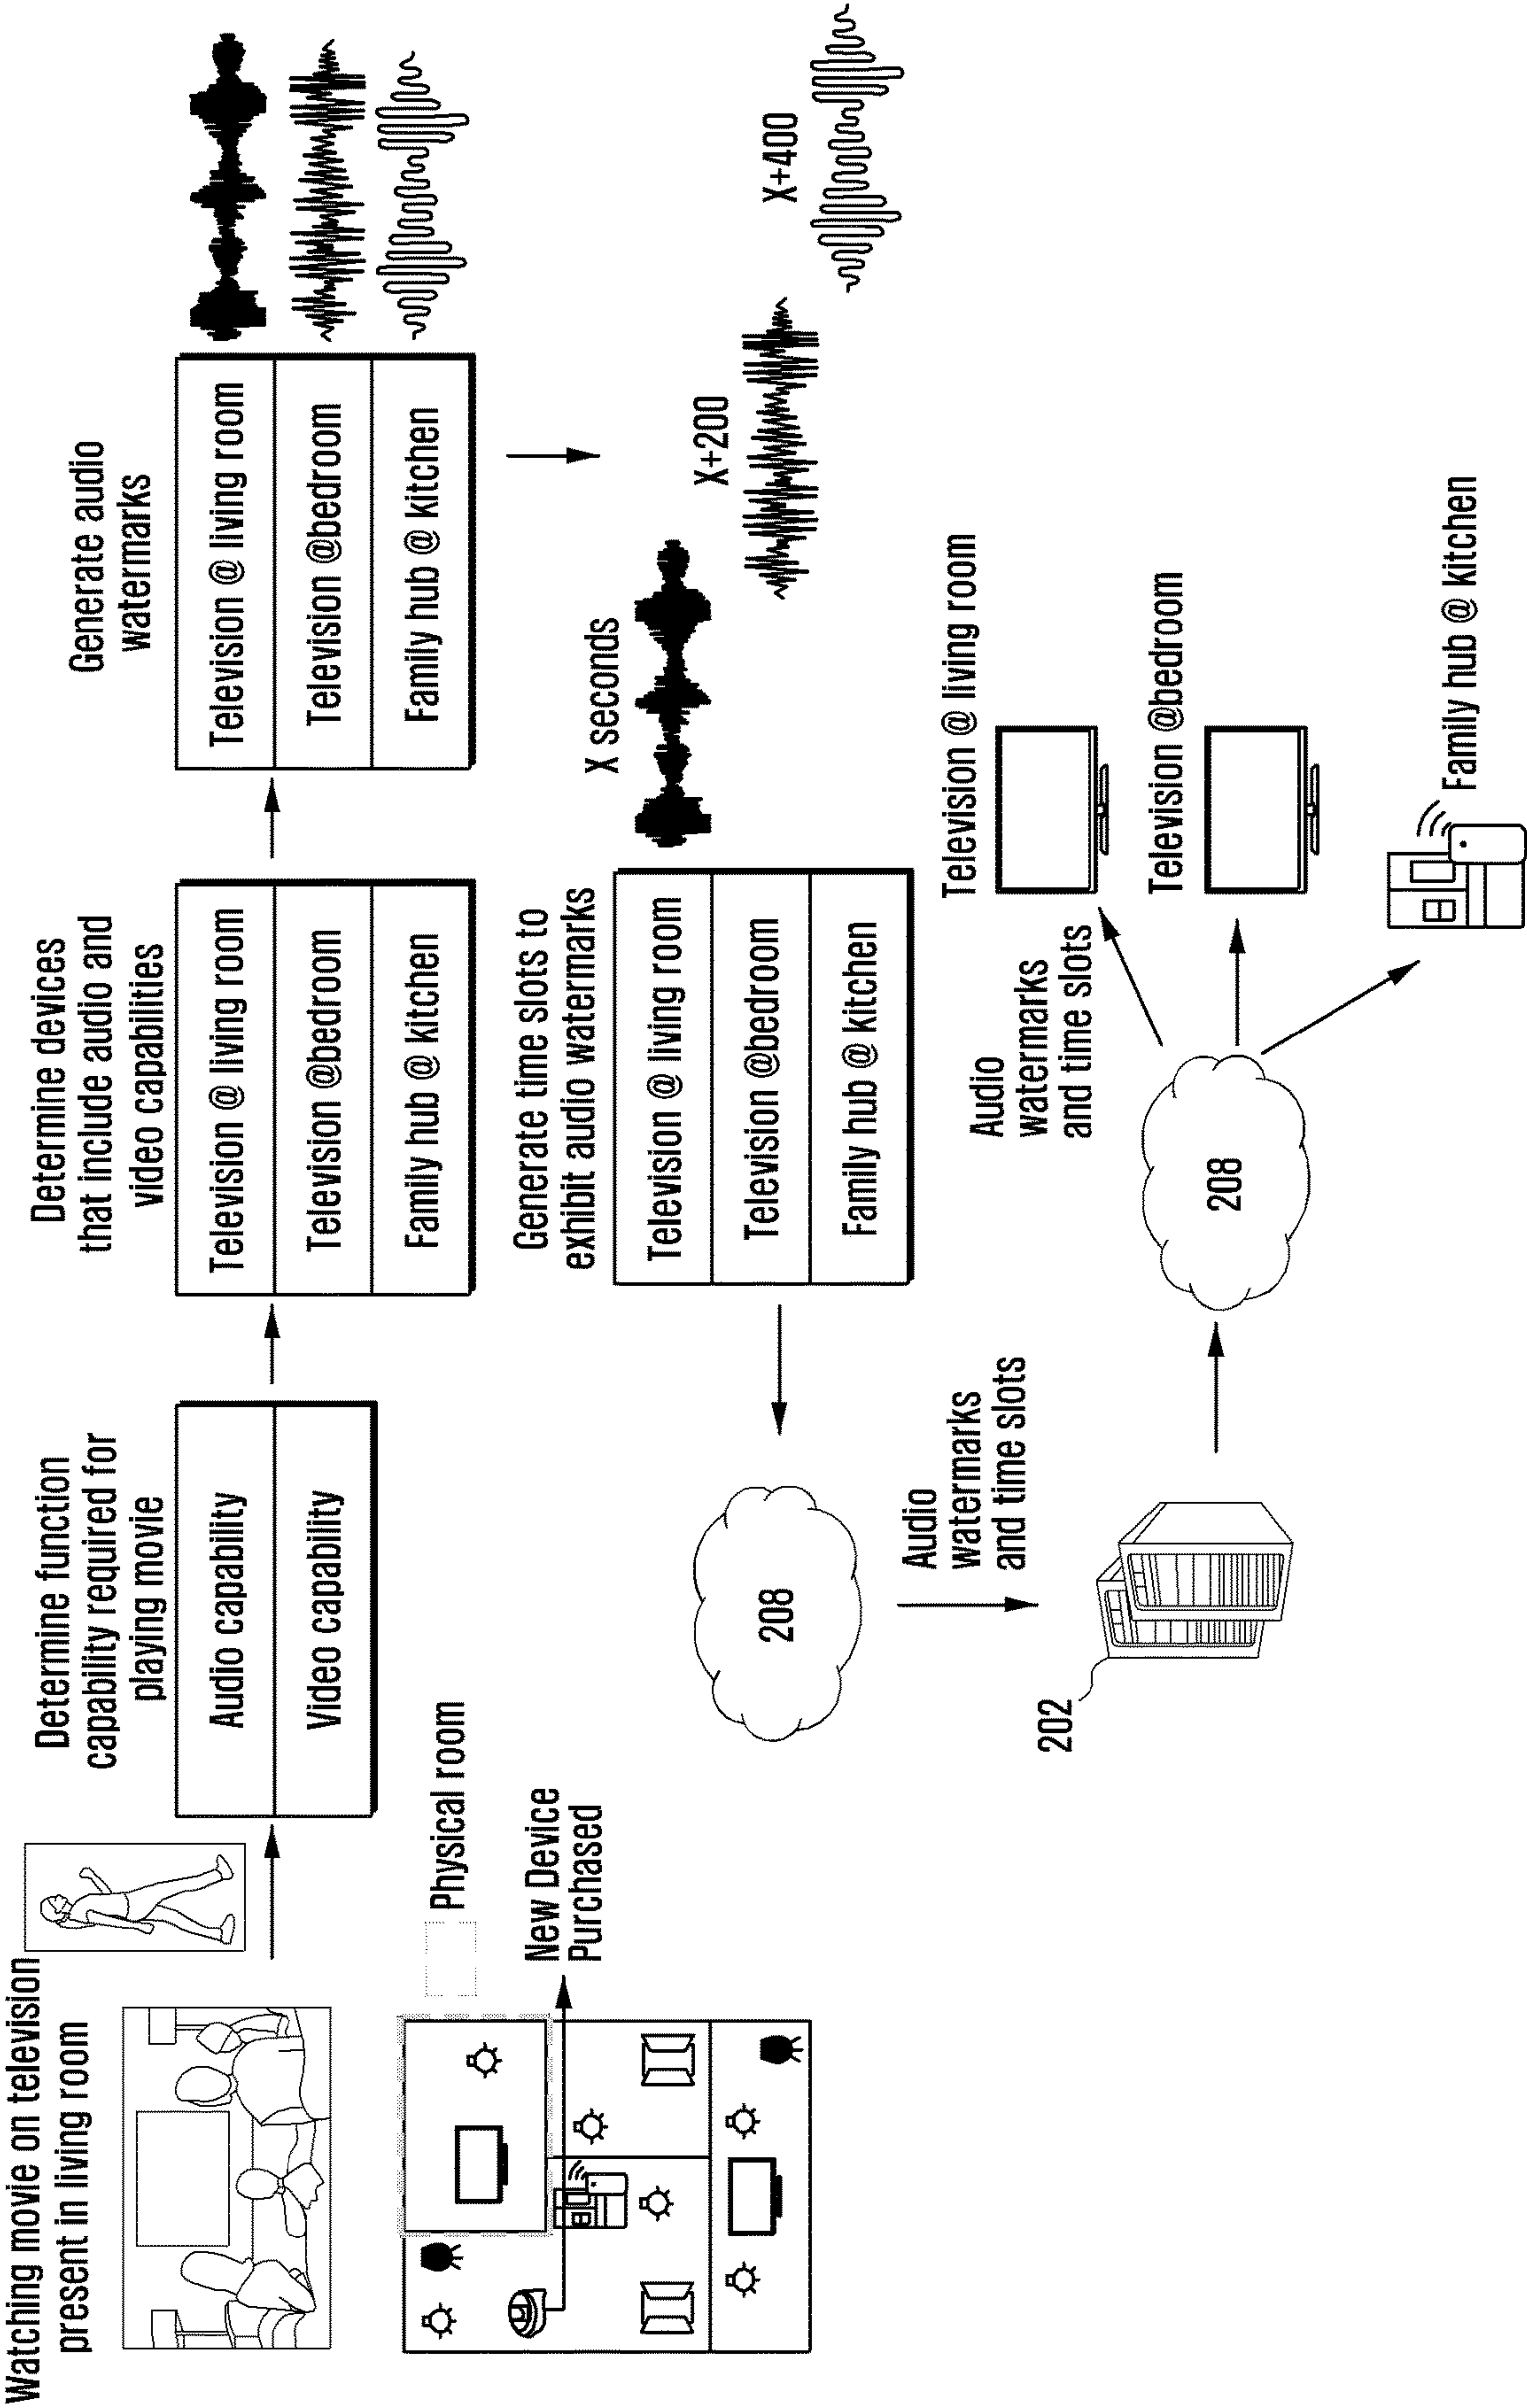 Watching movie on television
present in living room
Determine function
capability required for
playing movie
Audio capability
Video capability
Determine devices
that include audio and
video capabilities
Television @ living room
Television @bedroom
Family hub @ kitchen
Generate audio
watermarks
Television @ living room
Television @bedroom
Family hub @ kitchen
Physical room
New Device
Purchased
Generate time slots to
exhibit audio watermarks
Television @ living room
Television @bedroom
Family hub @ kitchen
X seconds
X+200
X+400
208
Audio
watermarks
and time slots
202
208
Audio
watermarks
and time slots
Television @ living room
Television @bedroom
Family hub @ kitchen